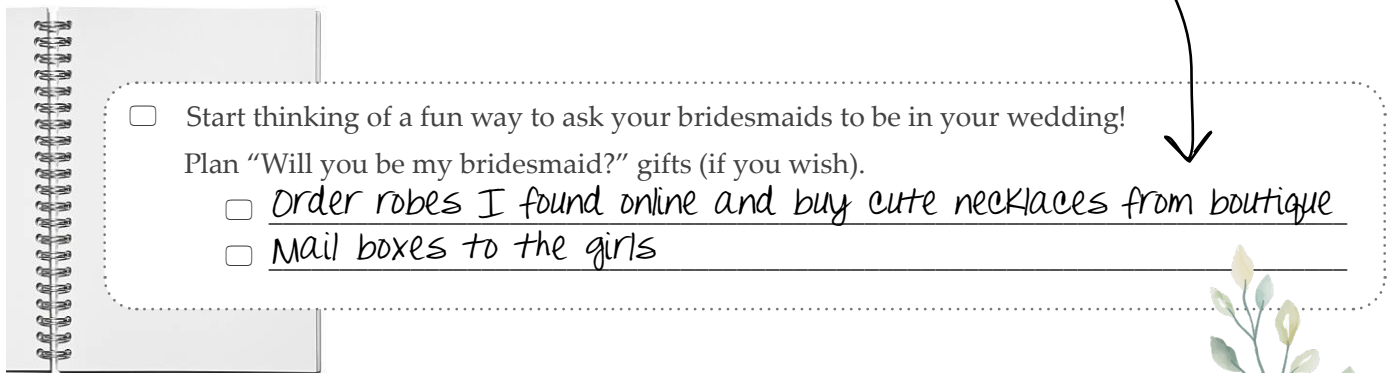 Start thinking of a fun way to ask your bridesmaids to be in your wedding!
Plan “Will you be my bridesmaid?” gifts (if you wish).
Order robes I found online and buy cute necklaces from boutique
Mail boxes to the girls